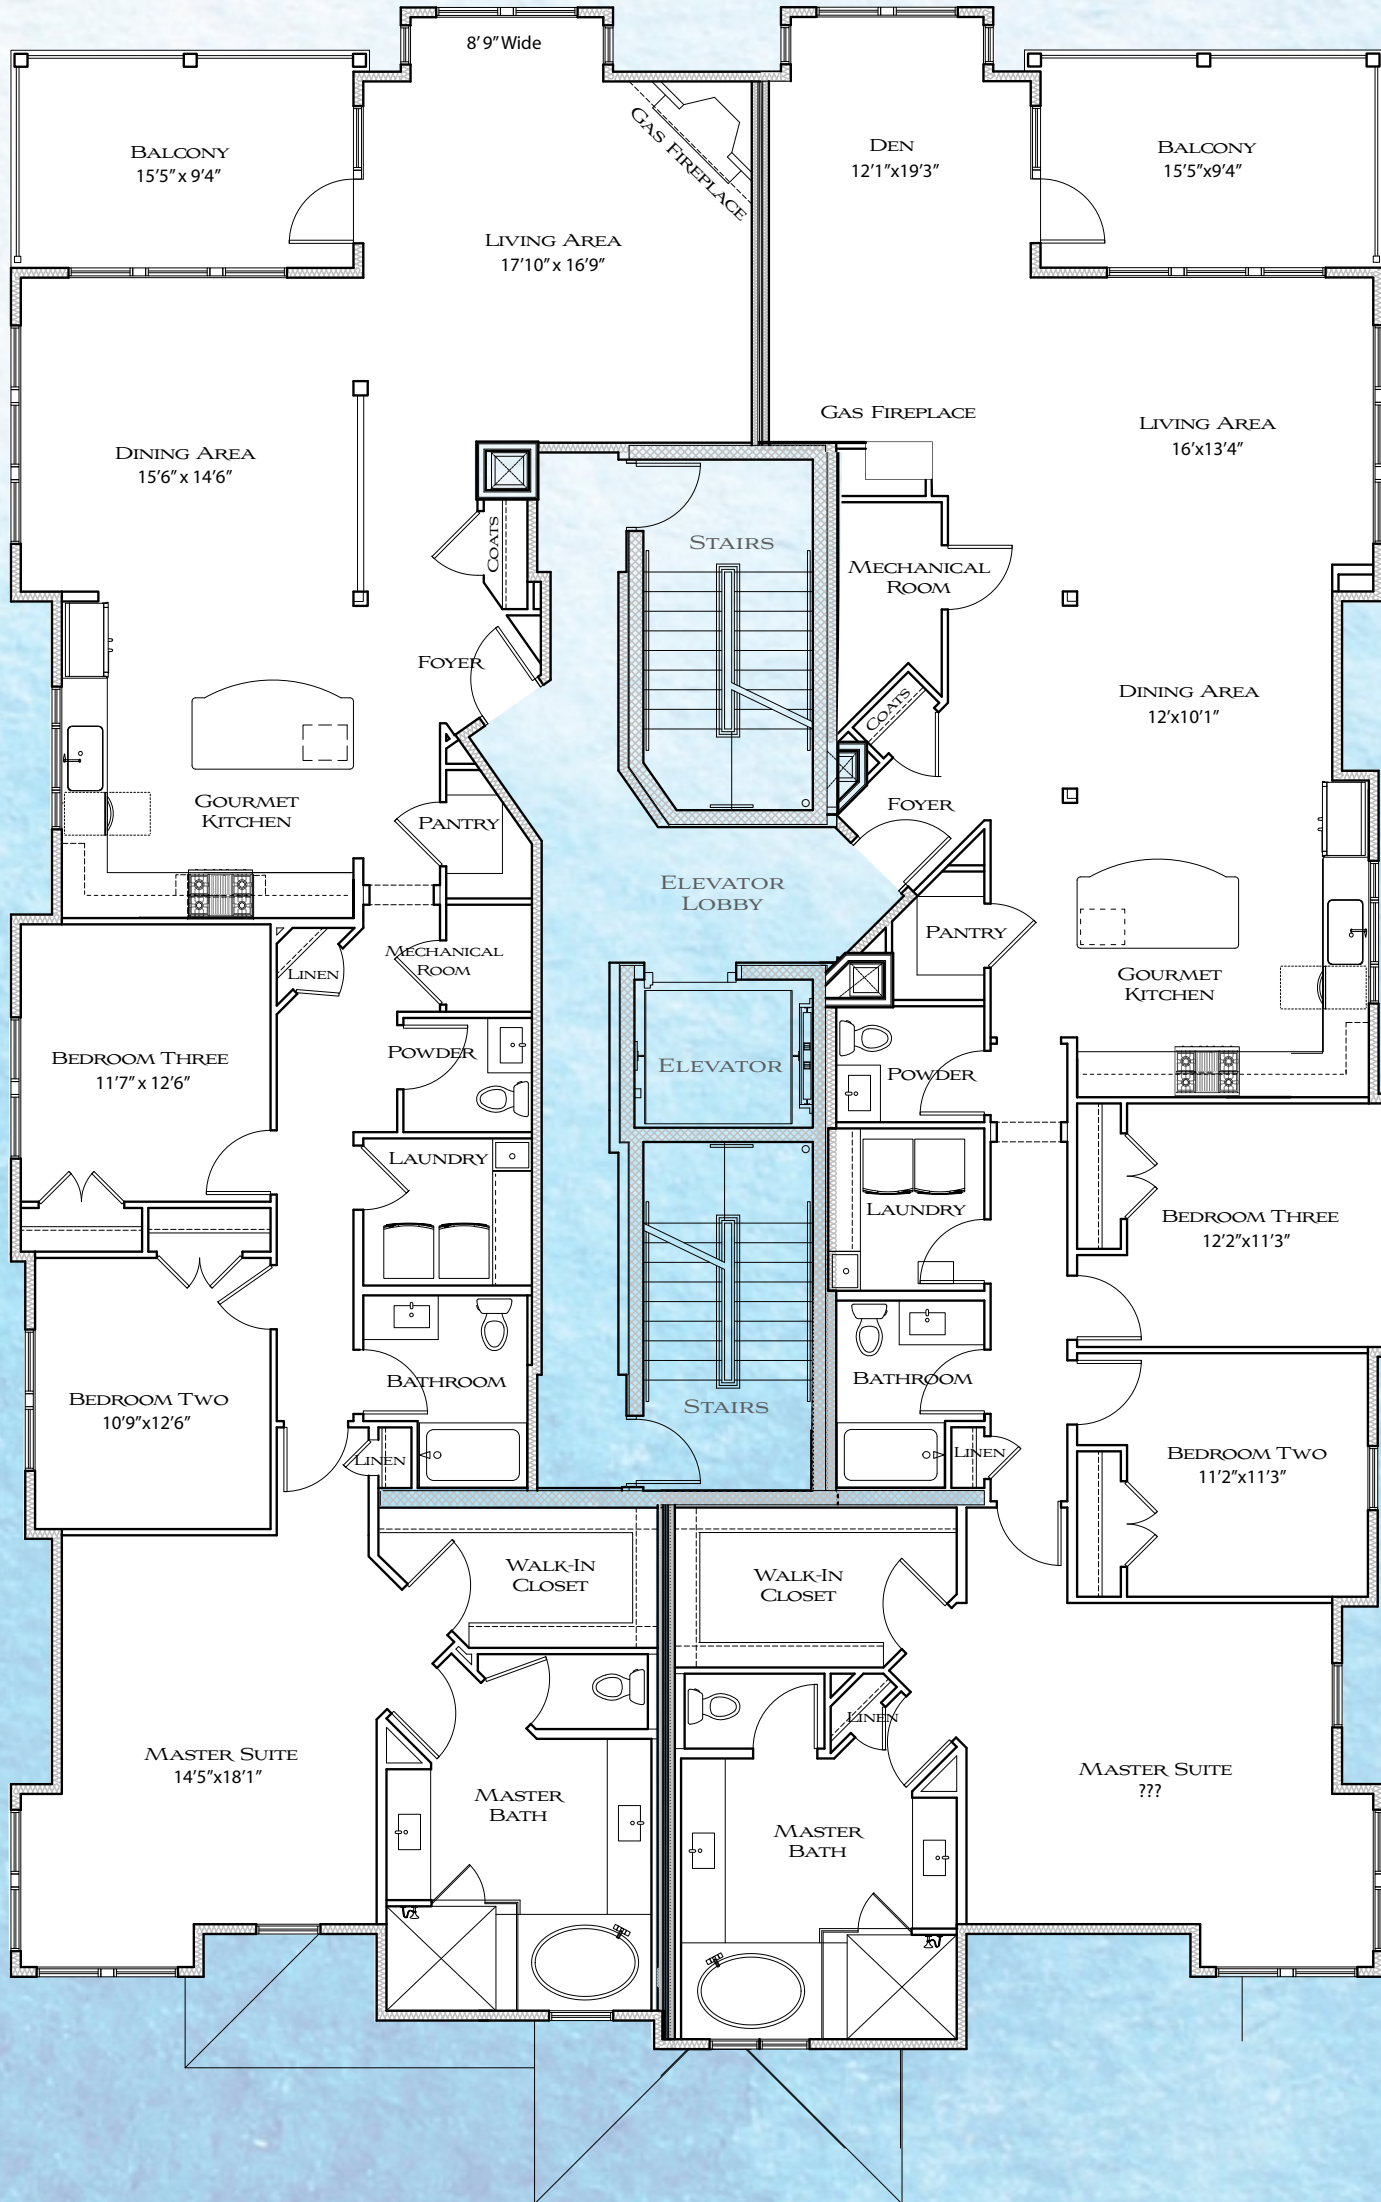 8'9" Wide
BALCONY
15'5" x 9'4"
GAS FIREPLACE
LIVING AREA
17'10" x 16'9"
DINING AREA
15'6" x 14'6"
COATS
FOYER
GOURMET
KITCHEN
PANTRY
MECHANICAL
ROOM
LINEN
BEDROOM THREE
11'7" x 12'6"
POWDER
LAUNDRY
BEDROOM TWO
10'9"x12'6"
BATHROOM
LINEN
WALK-IN
CLOSET
MASTER SUITE
14'5"x18'1"
MASTER
BATH
STAIRS
ELEVATOR
LOBBY
ELEVATOR
STAIRS
DEN
12'1"x19'3"
BALCONY
15'5"x9'4"
GAS FIREPLACE
LIVING AREA
16'x13'4"
MECHANICAL
ROOM
COATS
DINING AREA
12'x10'1"
FOYER
PANTRY
GOURMET
KITCHEN
POWDER
LAUNDRY
BEDROOM THREE
12'2"x11'3"
BATHROOM
LINEN
BEDROOM TWO
11'2"x11'3"
WALK-IN
CLOSET
LINEN
MASTER SUITE
???
MASTER
BATH